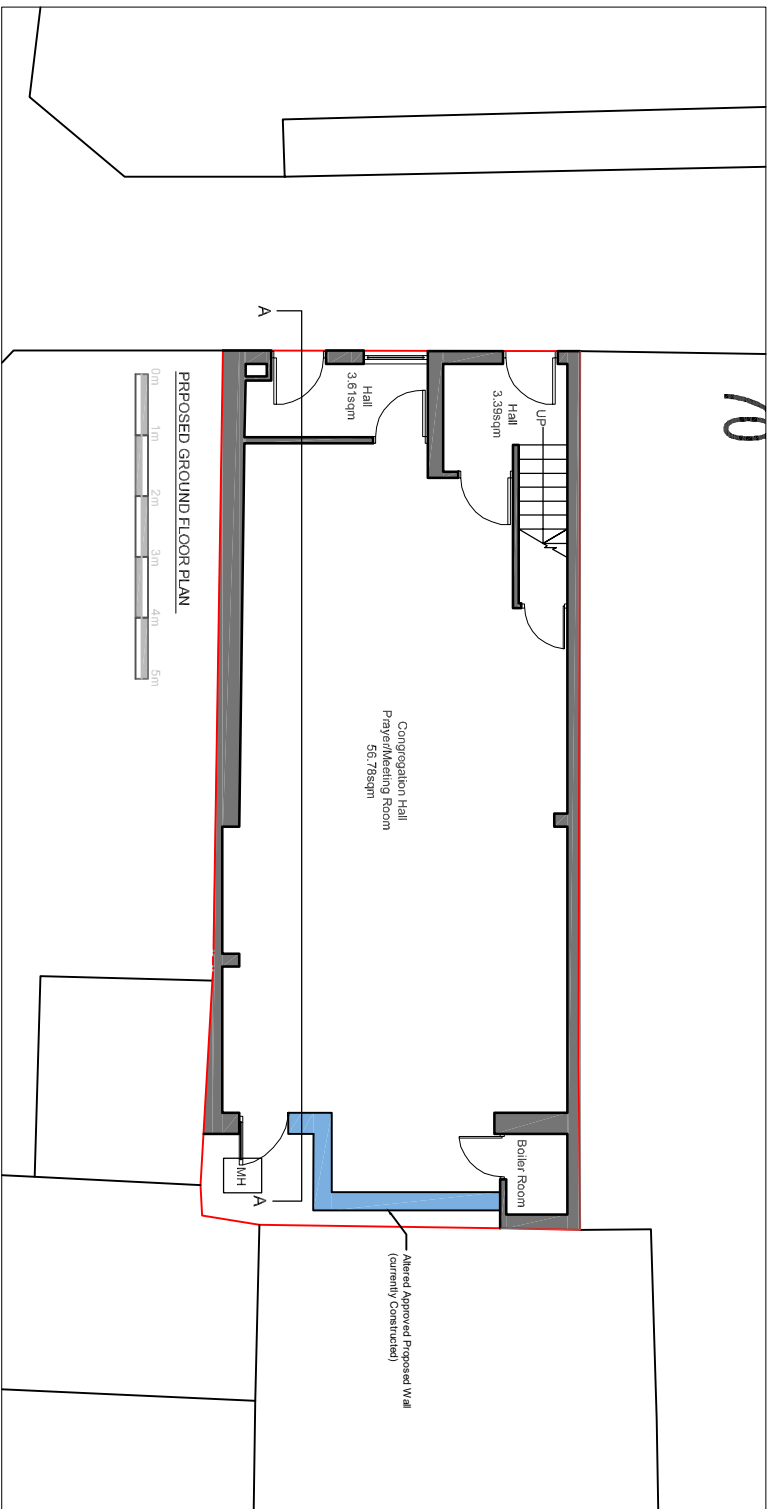 A
Hall
3.61sqm
Hall
3.39sqm
UP
Congregation Hall
Prayer/Meeting Room
56.78sqm
Boiler Room
MH
A
Altered Approved Proposed Wall
(currently Constructed)
PRPOSED GROUND FLOOR PLAN
0m 1m 2m 3m 4m 5m